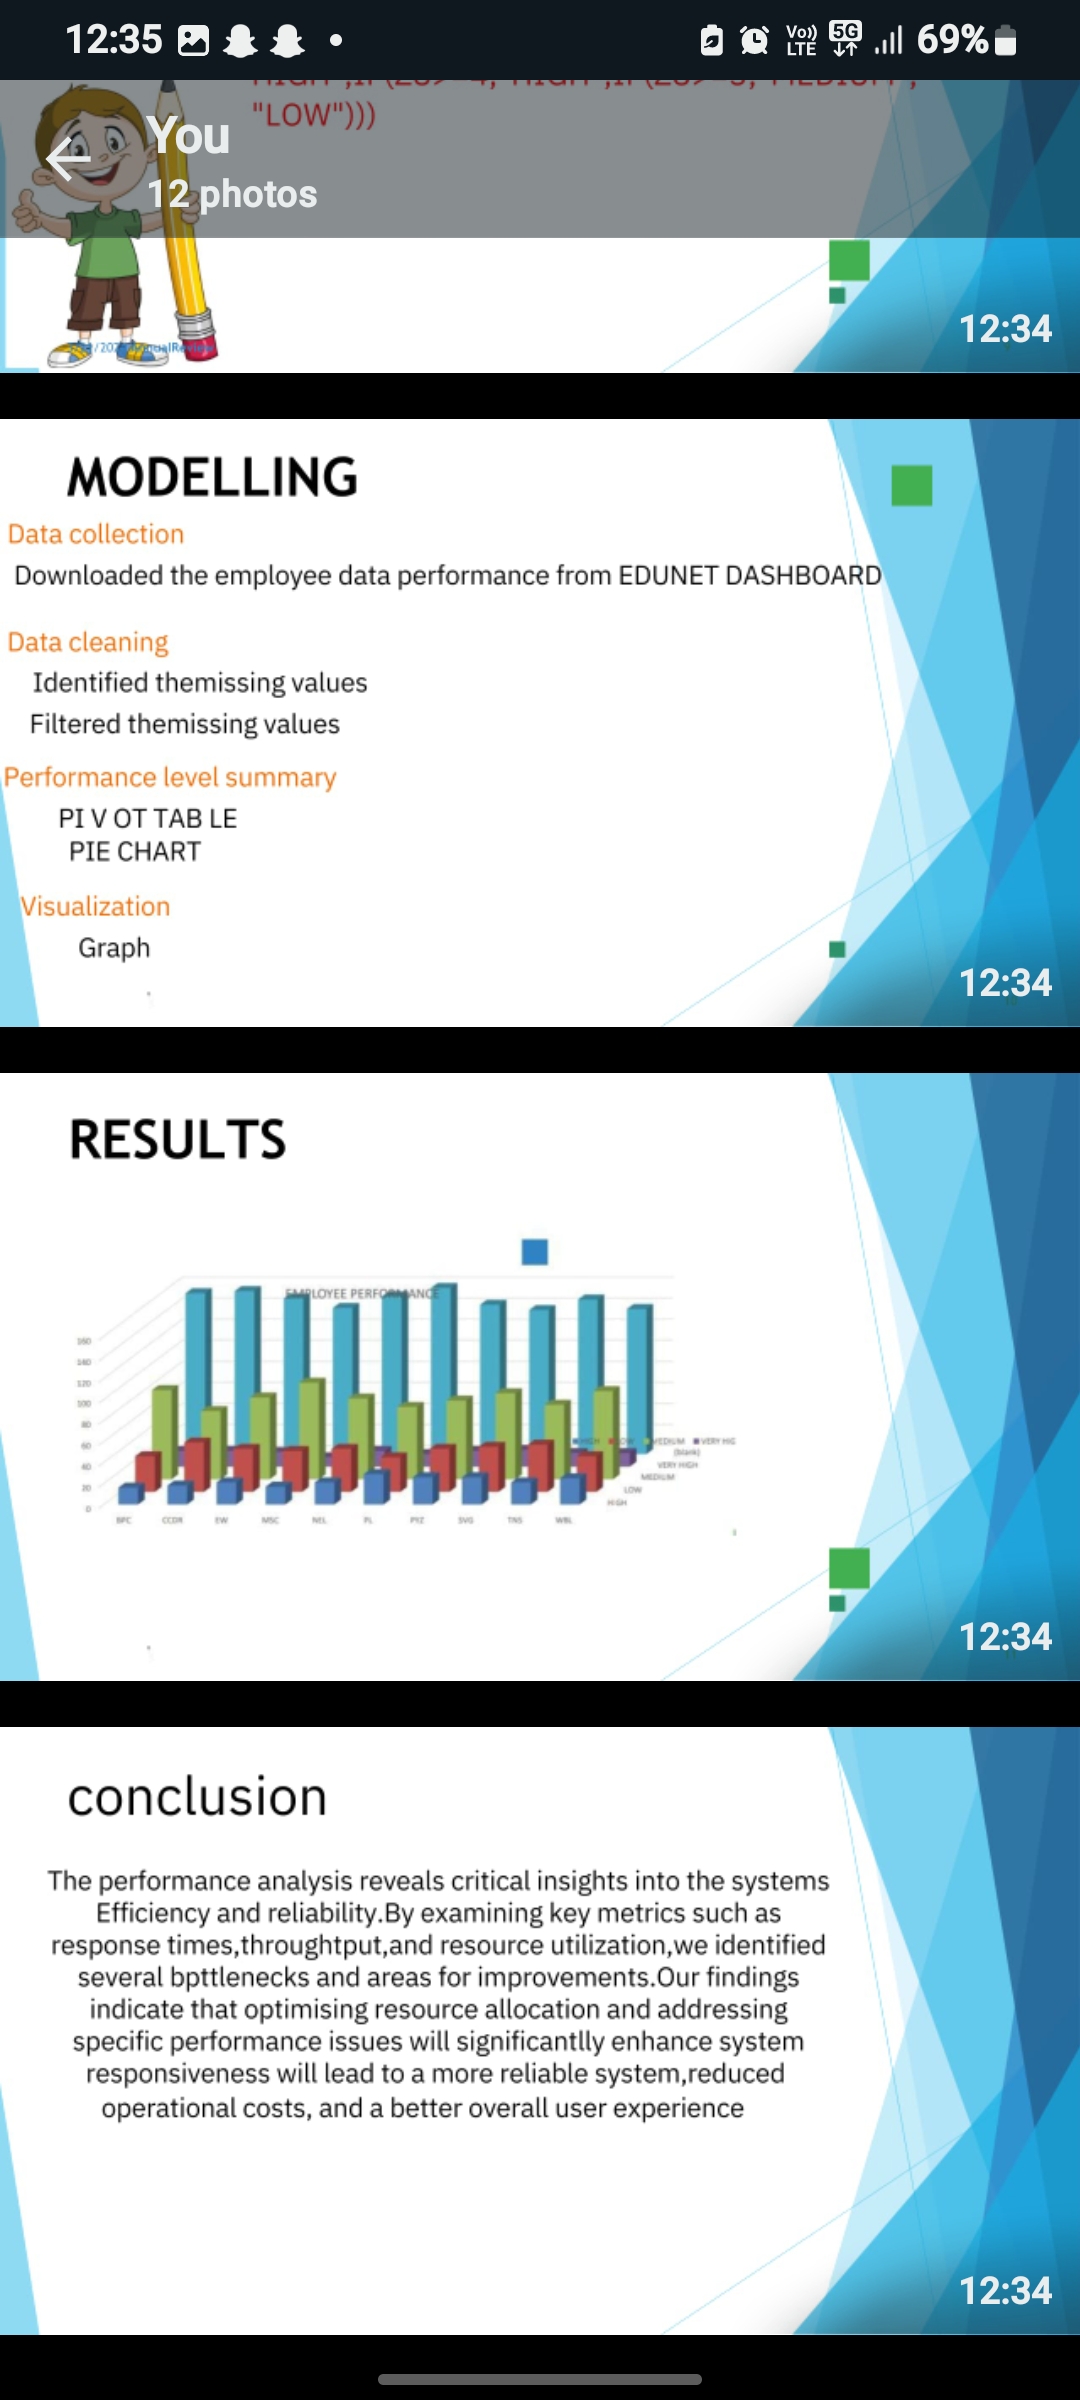 12:35
Vo)) LTE
5G
69%
"LOW")))
You
12 photos
12:34
MODELLING
Data collection
Downloaded the employee data performance from EDUNET DASHBOARD
Data cleaning
Identified themissing values
Filtered themissing values
Performance level summary
PI V OT TAB LE
PIE CHART
Visualization
Graph
12:34
RESULTS
EMPLOYEE PERFORMANCE
160
140
120
100
80
60
40
20
0
BPC CCDR EW MSC NEL PL PYZ SVG TNS WBL
HIGH LOW MEDIUM VERY HIG
(blank)
VERY HIGH
MEDIUM
LOW
HIGH
12:34
conclusion
The performance analysis reveals critical insights into the systems
Efficiency and reliability.By examining key metrics such as
response times,throughtput,and resource utilization,we identified
several bpttlenecks and areas for improvements.Our findings
indicate that optimising resource allocation and addressing
specific performance issues will significantlly enhance system
responsiveness will lead to a more reliable system,reduced
operational costs, and a better overall user experience
12:34